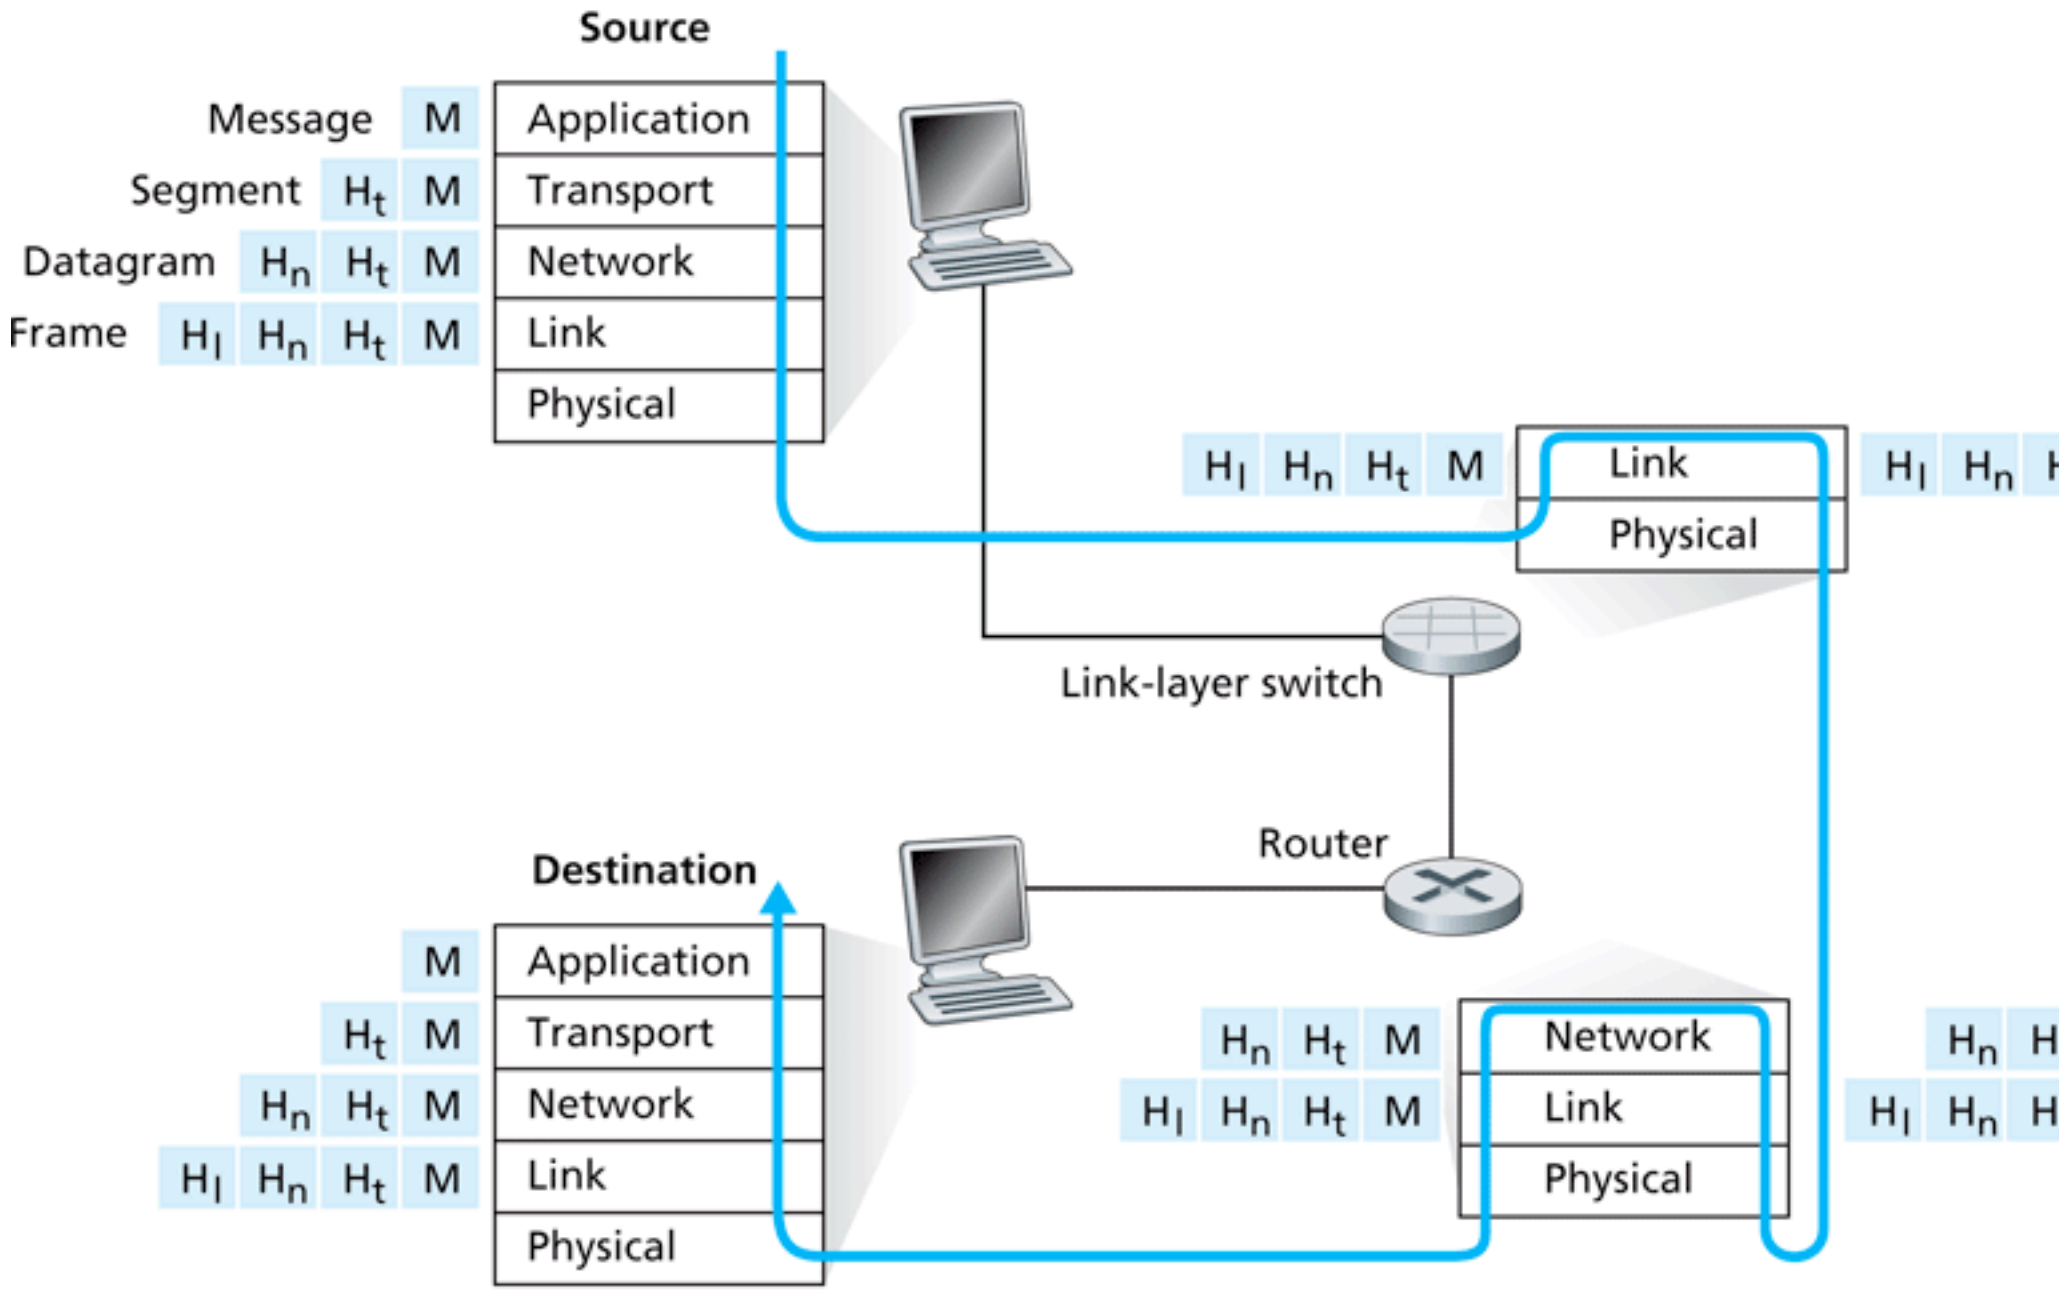 Source
Message M Application
Segment Ht M Transport
Datagram Hn Ht M Network
Frame Hl Hn Ht M Link
Physical
Hl Hn Ht M Link Hl Hn
Physical
Link-layer switch
Router
Destination
M Application
Ht M Transport
Hn Ht M Network
Hl Hn Ht M Link
Physical
Hn Ht M Network Hn H
Hl Hn Ht M Link Hl Hn H
Physical